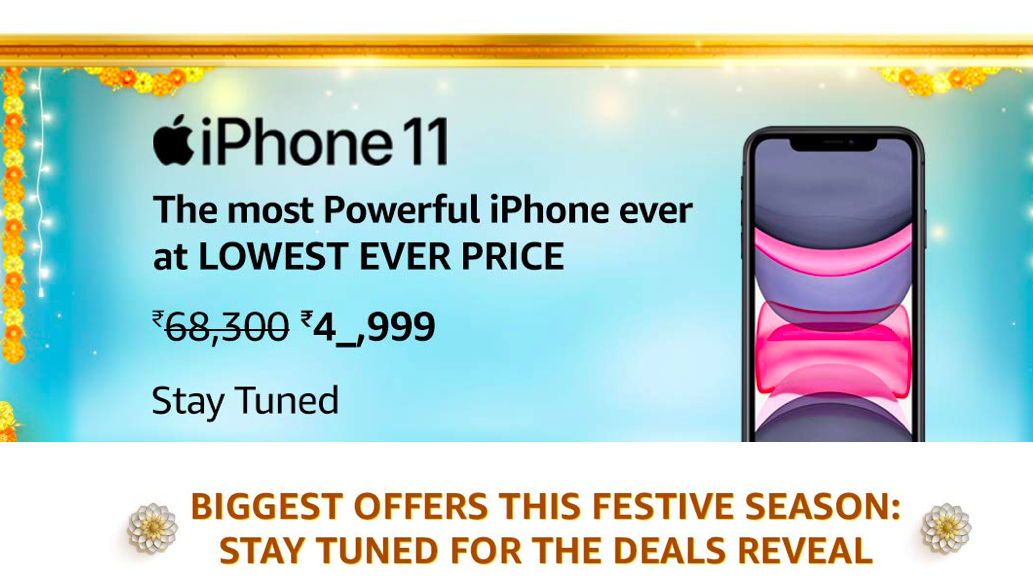 iPhone 11
The most Powerful iPhone ever
at LOWEST EVER PRICE
₹68,300 ₹4_,999
Stay Tuned
BIGGEST OFFERS THIS FESTIVE SEASON:
STAY TUNED FOR THE DEALS REVEAL